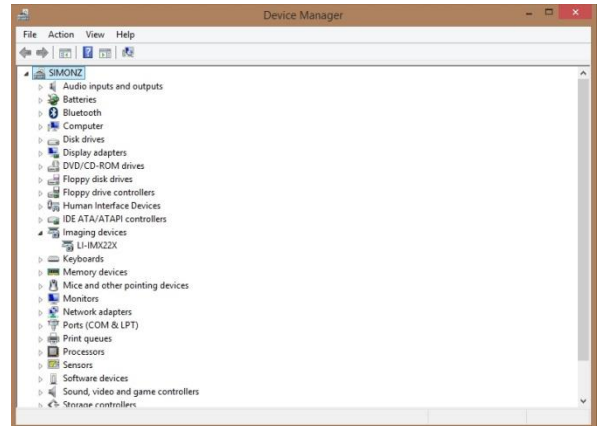 Device Manager
File Action View Help
SIMONZ
Audio inputs and outputs
Batteries
Bluetooth
Computer
Disk drives
Display adapters
DVD/CD-ROM drives
Floppy disk drives
Floppy drive controllers
Human Interface Devices
IDE ATA/ATAPI controllers
Imaging devices
LI-IMX22X
Keyboards
Memory devices
Mice and other pointing devices
Monitors
Network adapters
Ports (COM & LPT)
Print queues
Processors
Sensors
Software devices
Sound, video and game controllers
Storage controllers